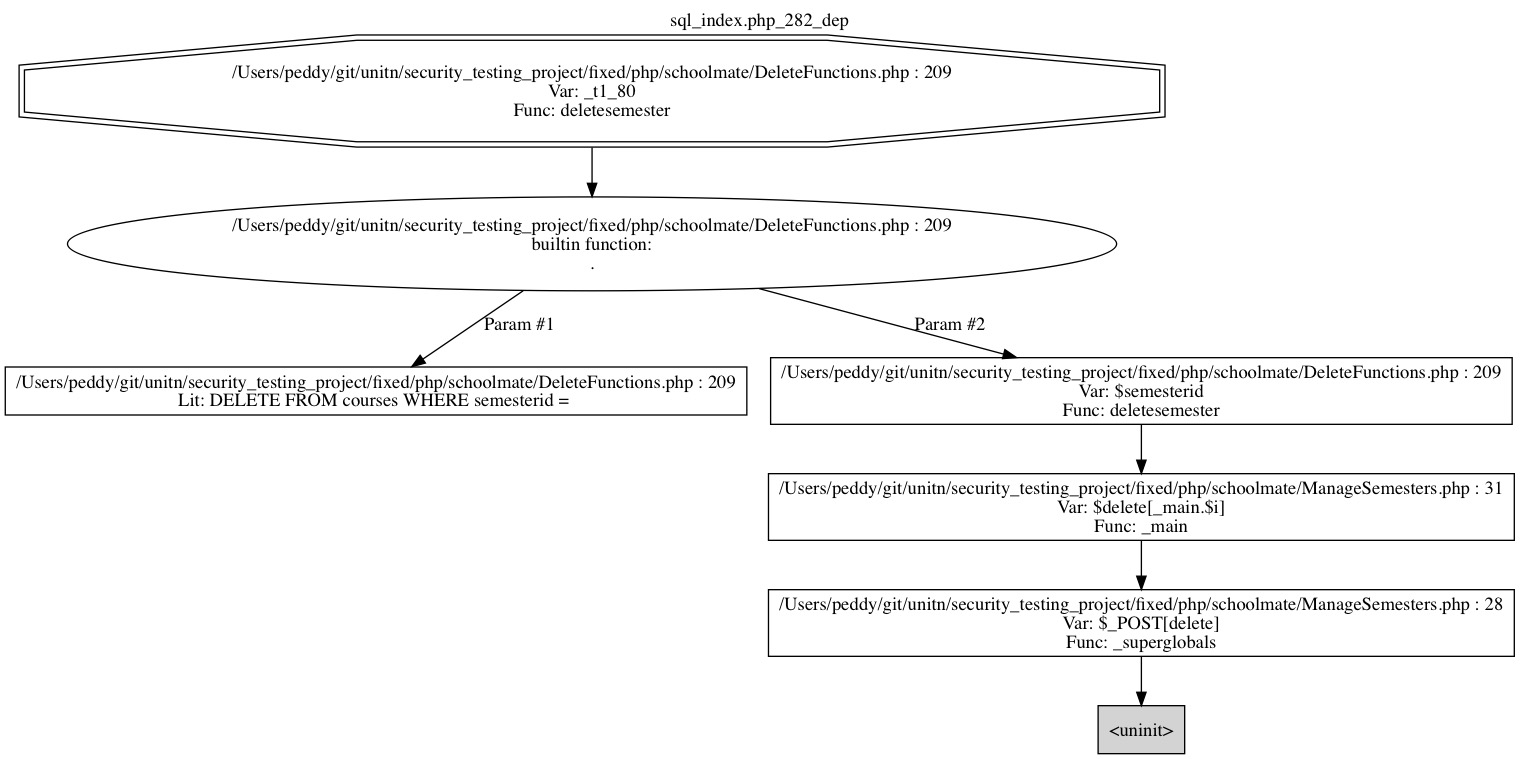 sql_index.php_282_dep
/Users/peddy/git/unitn/security_testing_project/fixed/php/schoolmate/DeleteFunctions.php : 209
Var: _t1_80
Func: deletesemester
/Users/peddy/git/unitn/security_testing_project/fixed/php/schoolmate/DeleteFunctions.php : 209
builtin function:
.
Param #1
Param #2
/Users/peddy/git/unitn/security_testing_project/fixed/php/schoolmate/DeleteFunctions.php : 209
Lit: DELETE FROM courses WHERE semesterid =
/Users/peddy/git/unitn/security_testing_project/fixed/php/schoolmate/DeleteFunctions.php : 209
Var: $semesterid
Func: deletesemester
/Users/peddy/git/unitn/security_testing_project/fixed/php/schoolmate/ManageSemesters.php : 31
Var: $delete[_main.$i]
Func: _main
/Users/peddy/git/unitn/security_testing_project/fixed/php/schoolmate/ManageSemesters.php : 28
Var: $_POST[delete]
Func: _superglobals
<uninit>